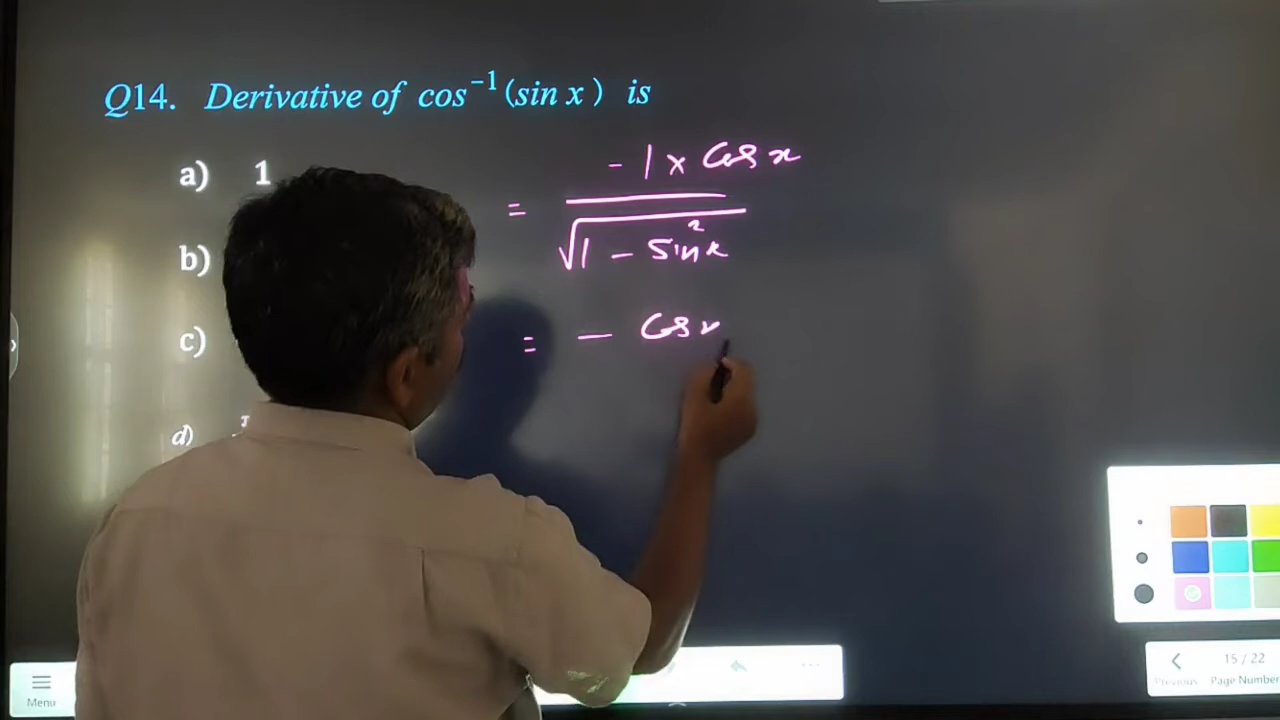 Q14. Derivative of cos⁻¹(sin x) is
a) 1
b)
c)
d)
= -1 × Cos x
√1 - Sin²x
= - Cos x
Menu
15 / 22
Previous Page Number